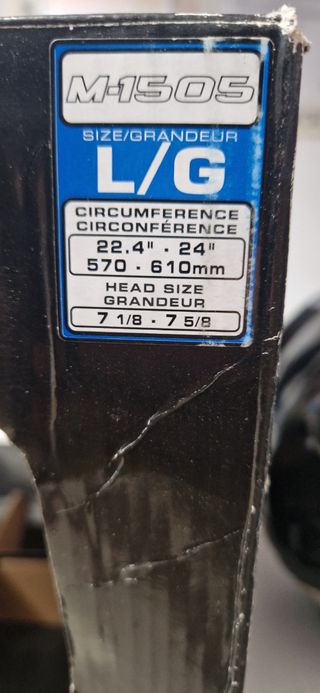 M-1505
SIZE/GRANDEUR
L/G
CIRCUMFERENCE
CIRCONFÉRENCE
22.4" - 24"
570 - 610mm
HEAD SIZE
GRANDEUR
7 1/8 - 7 5/8